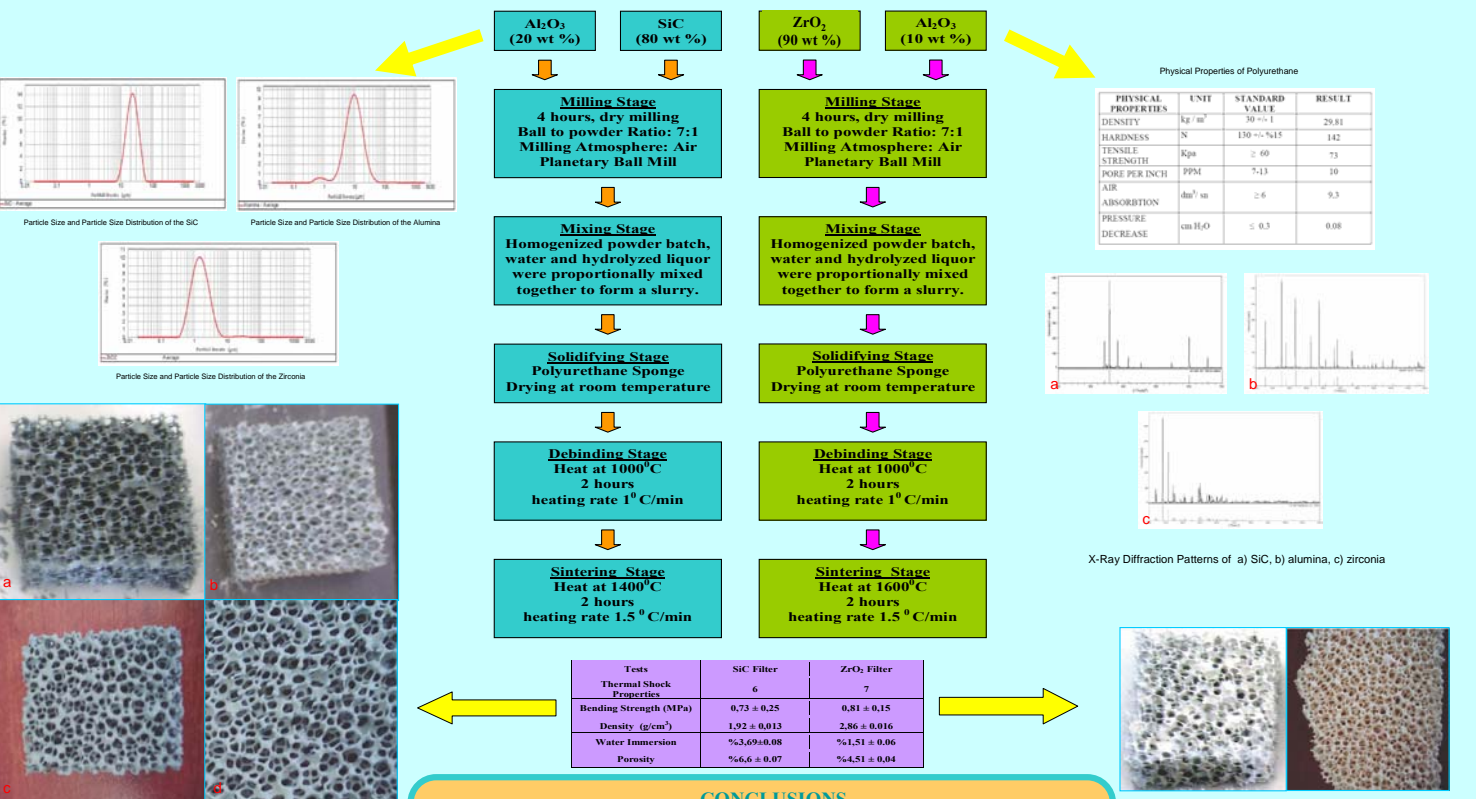 Al₂O₃
(20 wt %)
SiC
(80 wt %)
ZrO₂
(90 wt %)
Al₂O₃
(10 wt %)
Milling Stage
4 hours, dry milling
Ball to powder Ratio: 7:1
Milling Atmosphere: Air
Planetary Ball Mill
Milling Stage
4 hours, dry milling
Ball to powder Ratio: 7:1
Milling Atmosphere: Air
Planetary Ball Mill
Mixing Stage
Homogenized powder batch,
water and hydrolyzed liquor
were proportionally mixed
together to form a slurry.
Mixing Stage
Homogenized powder batch,
water and hydrolyzed liquor
were proportionally mixed
together to form a slurry.
Solidifying Stage
Polyurethane Sponge
Drying at room temperature
Solidifying Stage
Polyurethane Sponge
Drying at room temperature
Debinding Stage
Heat at 1000⁰C
2 hours
heating rate 1⁰ C/min
Debinding Stage
Heat at 1000⁰C
2 hours
heating rate 1⁰ C/min
Sintering Stage
Heat at 1400⁰C
2 hours
heating rate 1.5 ⁰ C/min
Sintering Stage
Heat at 1600⁰C
2 hours
heating rate 1.5 ⁰ C/min
Particle Size and Particle Size Distribution of the SiC
Particle Size and Particle Size Distribution of the Alumina
Particle Size and Particle Size Distribution of the Zirconia
a
b
c
d
Tests SiC Filter ZrO₂ Filter
Thermal Shock Properties 6 7
Bending Strength (MPa) 0,73 ± 0,25 0,81 ± 0,15
Density (g/cm³) 1,92 ± 0,013 2,86 ± 0.016
Water Immersion %3,69±0.08 %1,51 ± 0.06
Porosity %6,6 ± 0.07 %4,51 ± 0,04
CONCLUSIONS
Physical Properties of Polyurethane
PHYSICAL PROPERTIES UNIT STANDARD VALUE RESULT
DENSITY kg / m³ 30 +/- 1 29.81
HARDNESS N 130 +/- %15 142
TENSILE STRENGTH Kpa ≥ 60 73
PORE PER INCH PPM 7-13 10
AIR ABSORBTION dm³/ sn ≥ 6 9.3
PRESSURE DECREASE cm H₂O ≤ 0.3 0.08
a
b
c
X-Ray Diffraction Patterns of a) SiC, b) alumina, c) zirconia